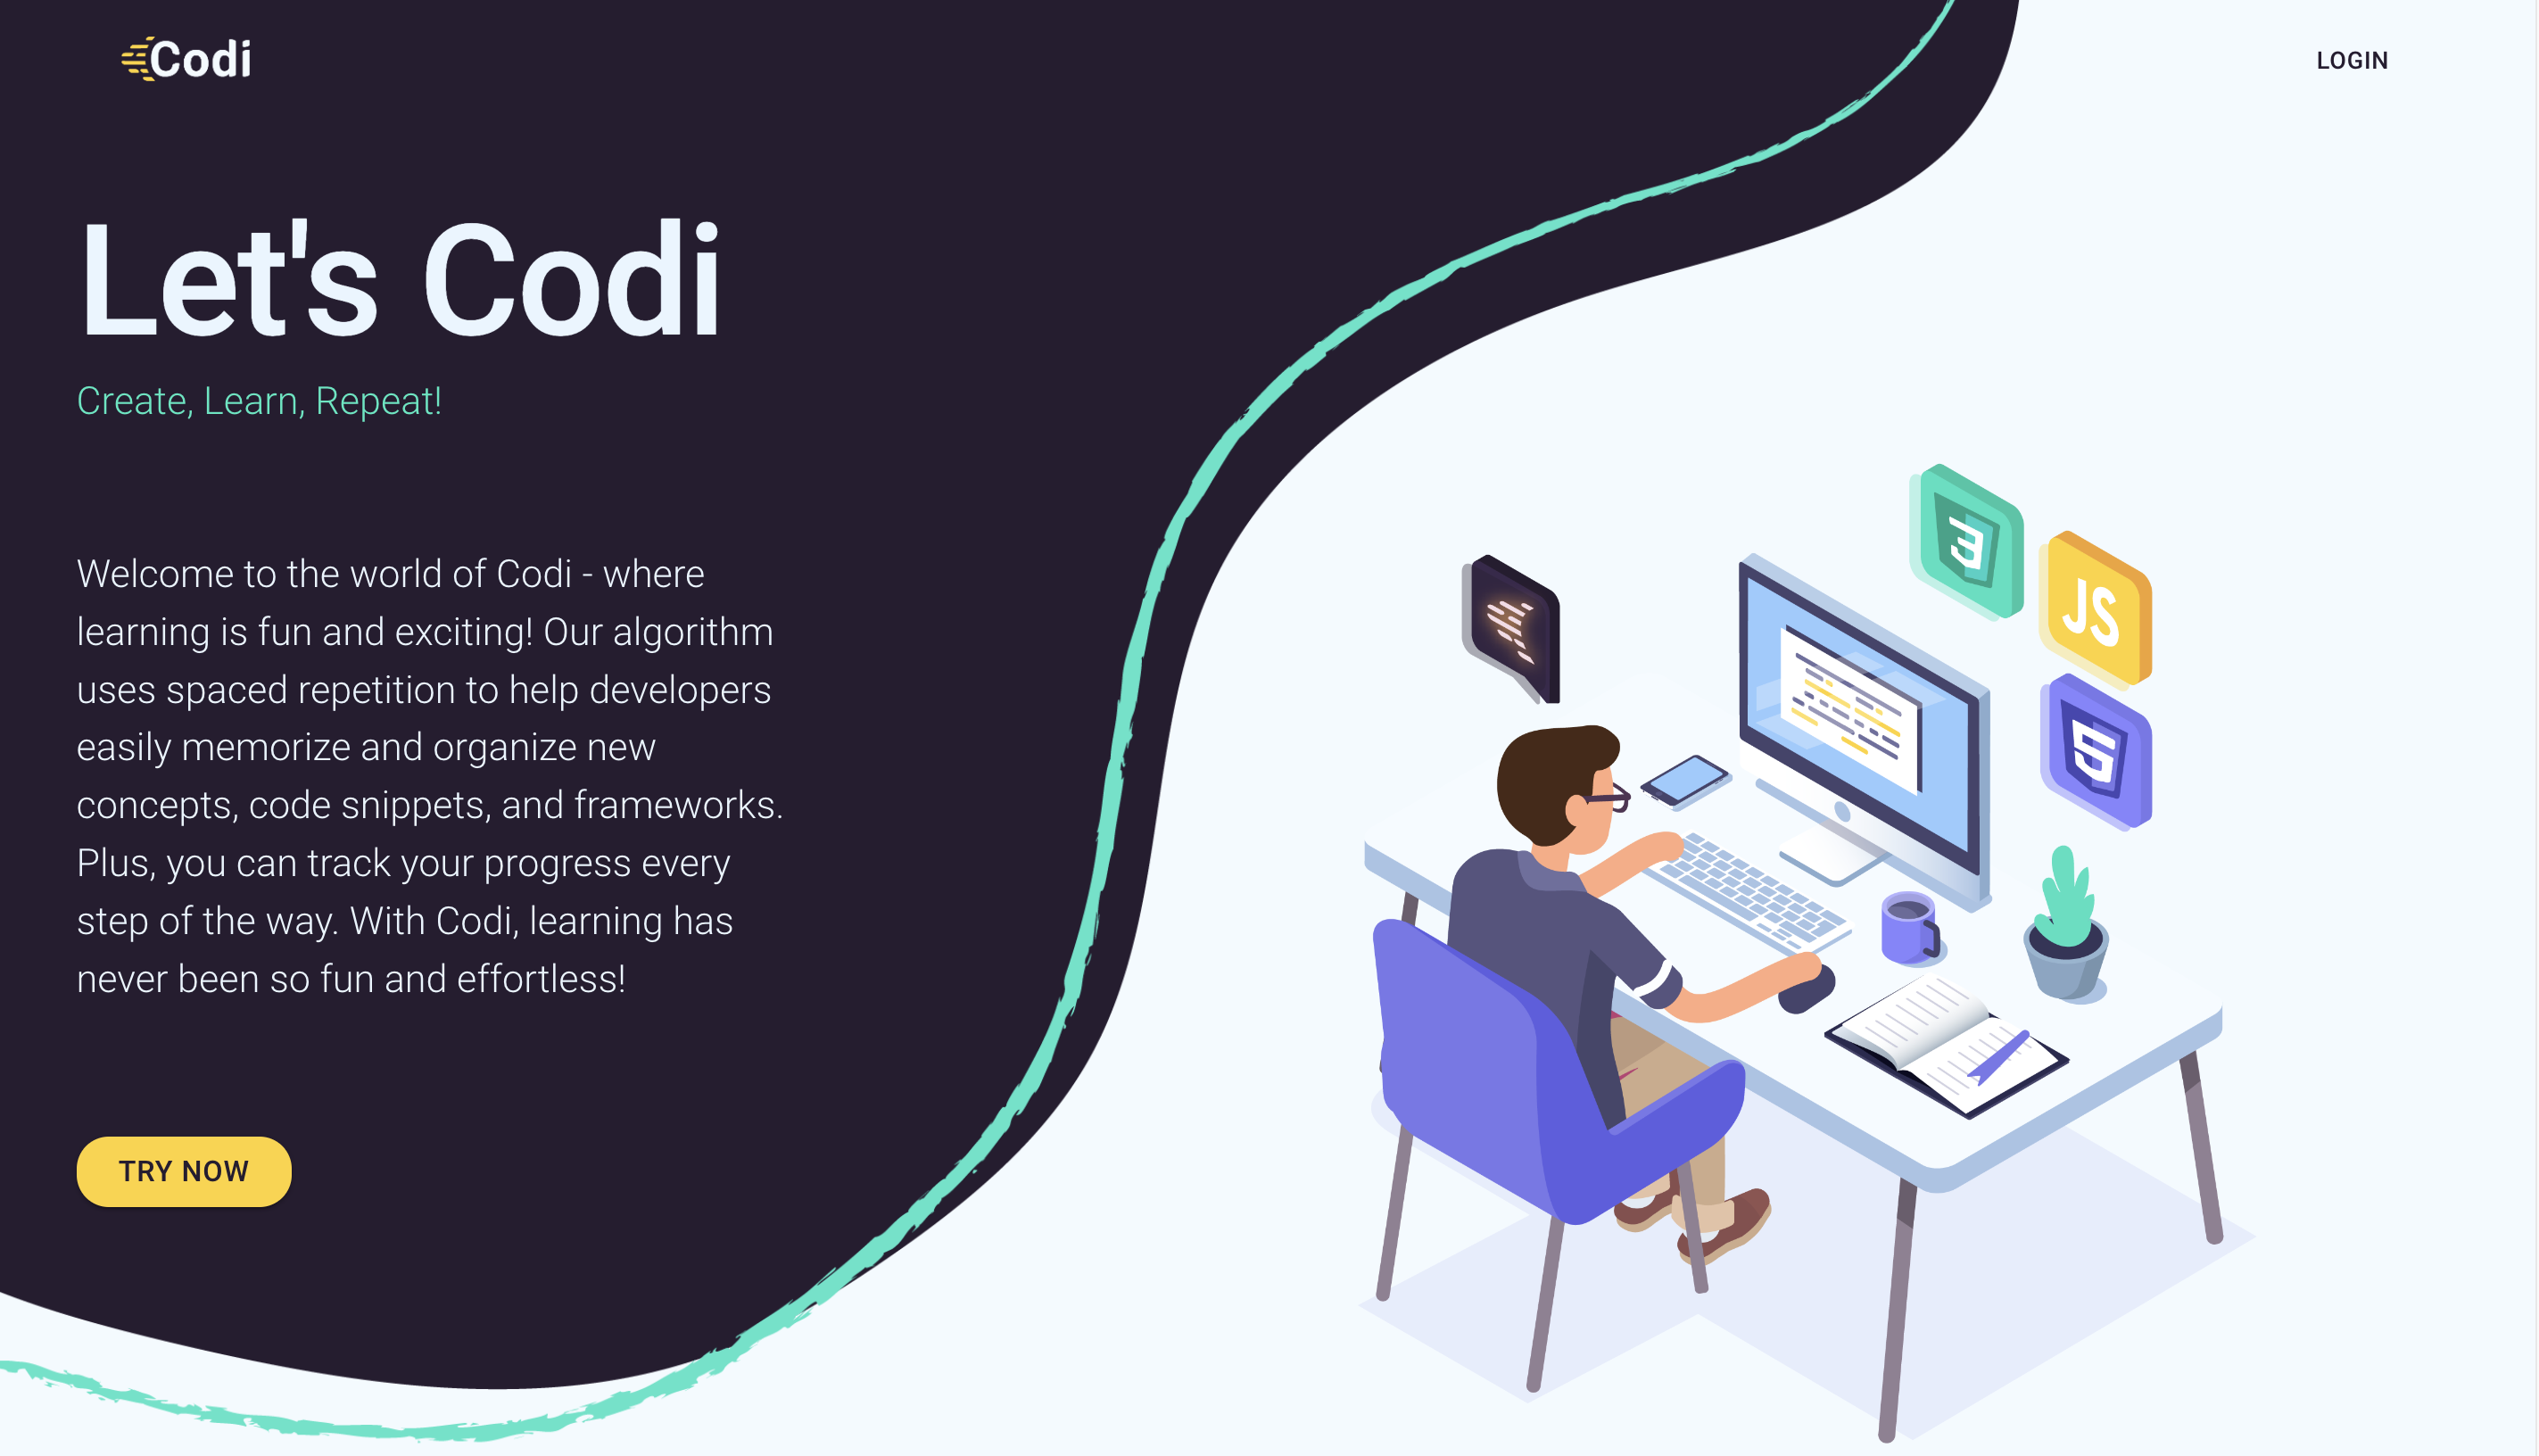 Codi
LOGIN
Let's Codi
Create, Learn, Repeat!
Welcome to the world of Codi - where
learning is fun and exciting! Our algorithm
uses spaced repetition to help developers
easily memorize and organize new
concepts, code snippets, and frameworks.
Plus, you can track your progress every
step of the way. With Codi, learning has
never been so fun and effortless!
TRY NOW
3
JS
5